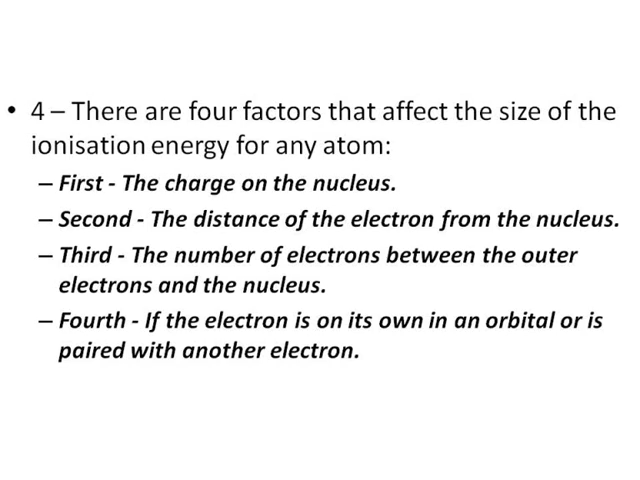 • 4 – There are four factors that affect the size of the
ionisation energy for any atom:
– First - The charge on the nucleus.
– Second - The distance of the electron from the nucleus.
– Third - The number of electrons between the outer
electrons and the nucleus.
– Fourth - If the electron is on its own in an orbital or is
paired with another electron.